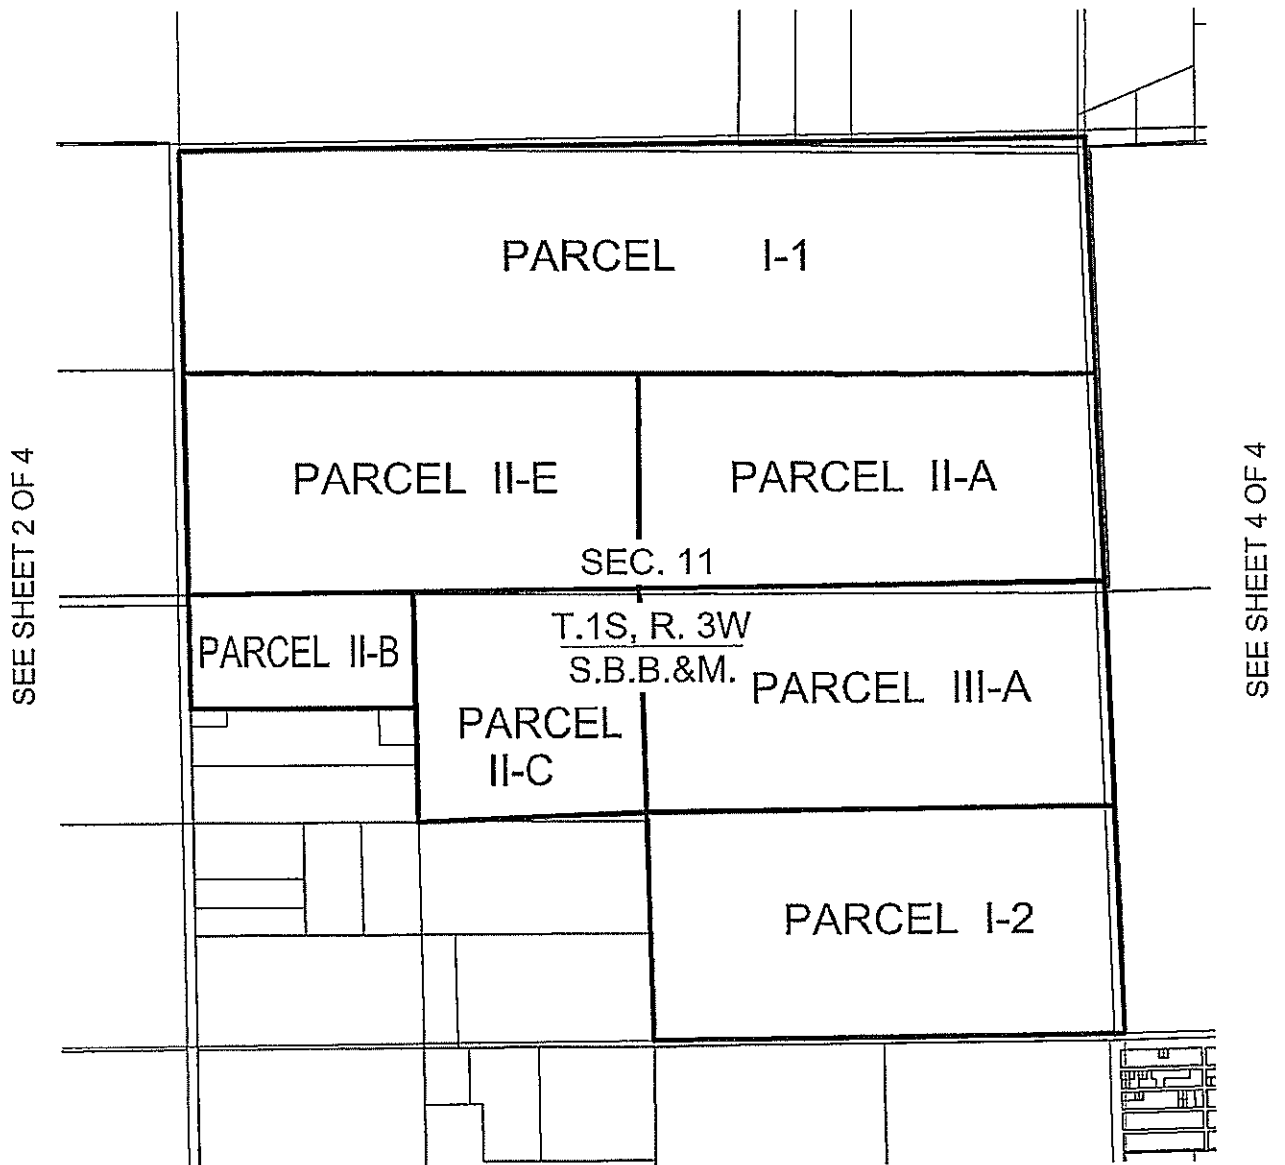 PARCEL I-1
PARCEL II-E
PARCEL II-A
SEC. 11
SEE SHEET 2 OF 4
SEE SHEET 4 OF 4
T.1S, R. 3W
S.B.B.&M.
PARCEL II-B
PARCEL III-A
PARCEL
II-C
PARCEL I-2